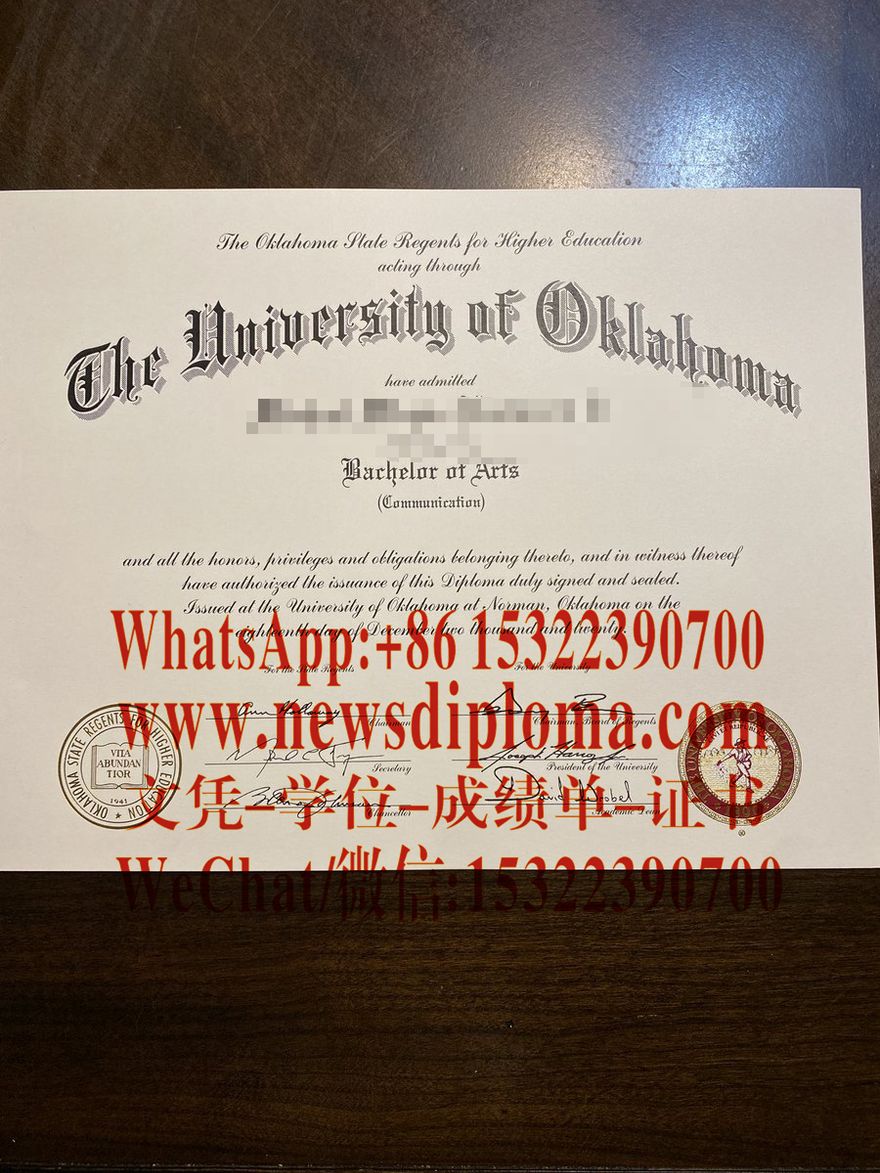 The Oklahoma State Regents for Higher Education
acting through
The University of Oklahoma
have admitted
Bachelor of Arts
(Communication)
and all the honors, privileges and obligations belonging thereto, and in witness thereof
have authorized the issuance of this Diploma duly signed and sealed.
Issued at the University of Oklahoma at Norman, Oklahoma on the
eighteenth day of December two thousand and twenty.
WhatsApp:+86 15322390700
For the State Regents
For the University
www.newsdiploma.com
Chairman
Chairman, Board of Regents
Secretary
President of the University
Chancellor
Academic Dean
OKLAHOMA STATE REGENTS FOR HIGHER EDUCATION
VITA
ABUNDAN
TIOR
1941
文凭–学位–成绩单–证书
WeChat/微信:15322390700